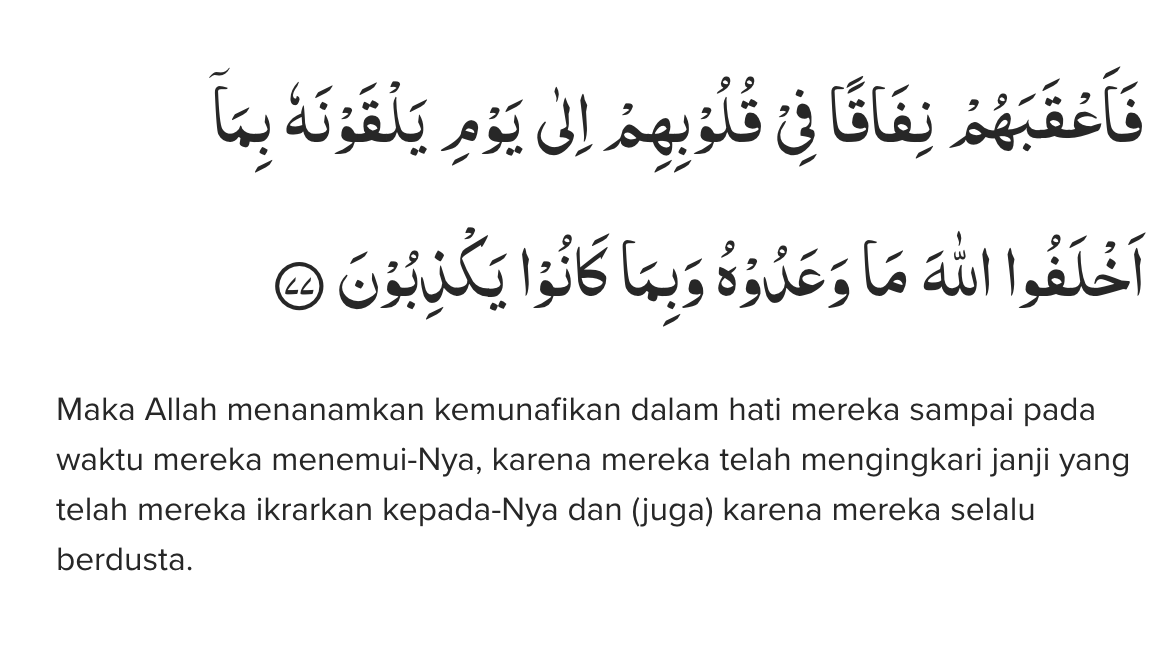 فَاَعْقَبَهُمْ نِفَاقًا فِيْ قُلُوْبِهِمْ اِلٰى يَوْمِ يَلْقَوْنَهٗ بِمَآ
اَخْلَفُوا اللّٰهَ مَا وَعَدُوْهُ وَبِمَا كَانُوْا يَكْذِبُوْنَ ٧٧
Maka Allah menanamkan kemunafikan dalam hati mereka sampai pada
waktu mereka menemui-Nya, karena mereka telah mengingkari janji yang
telah mereka ikrarkan kepada-Nya dan (juga) karena mereka selalu
berdusta.